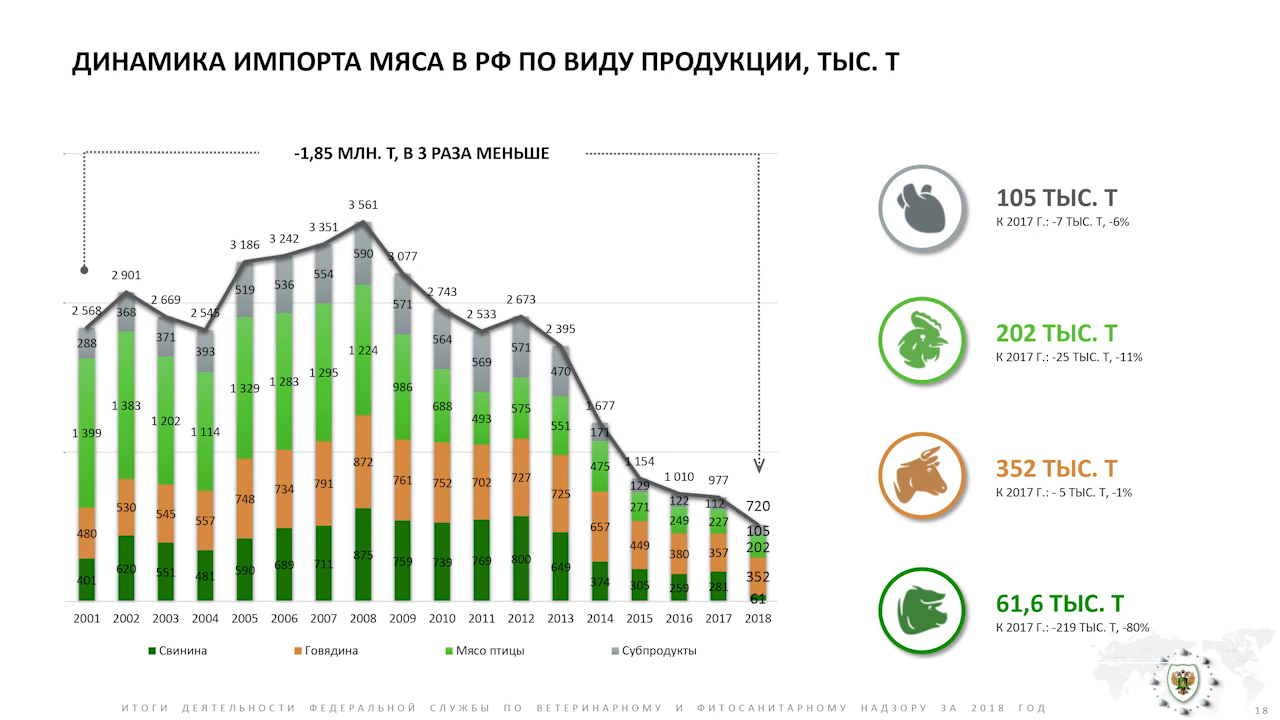 ДИНАМИКА ИМПОРТА МЯСА В РФ ПО ВИДУ ПРОДУКЦИИ, ТЫС. Т
-1,85 МЛН. Т, В 3 РАЗА МЕНЬШЕ
2 568 2 901 2 669 2 545 3 186 3 242 3 351 3 561 3 077 2 743 2 533 2 673 2 395 1 677 1 154 1 010 977 720
288 368 371 393 519 536 554 590 571 564 569 571 470 171 129 122 112 105
1 399 1 383 1 202 1 114 1 329 1 283 1 295 1 224 986 688 493 575 551 475 271 249 227 202
480 530 545 557 748 734 791 872 761 752 702 727 725 657 449 380 357 352
401 620 551 481 590 689 711 875 759 739 769 800 649 374 305 259 281 61
2001 2002 2003 2004 2005 2006 2007 2008 2009 2010 2011 2012 2013 2014 2015 2016 2017 2018
Свинина Говядина Мясо птицы Субпродукты
105 ТЫС. Т
К 2017 Г.: -7 ТЫС. Т, -6%
202 ТЫС. Т
К 2017 Г.: -25 ТЫС. Т, -11%
352 ТЫС. Т
К 2017 Г.: - 5 ТЫС. Т, -1%
61,6 ТЫС. Т
К 2017 Г.: -219 ТЫС. Т, -80%
ИТОГИ ДЕЯТЕЛЬНОСТИ ФЕДЕРАЛЬНОЙ СЛУЖБЫ ПО ВЕТЕРИНАРНОМУ И ФИТОСАНИТАРНОМУ НАДЗОРУ ЗА 2018 ГОД
18